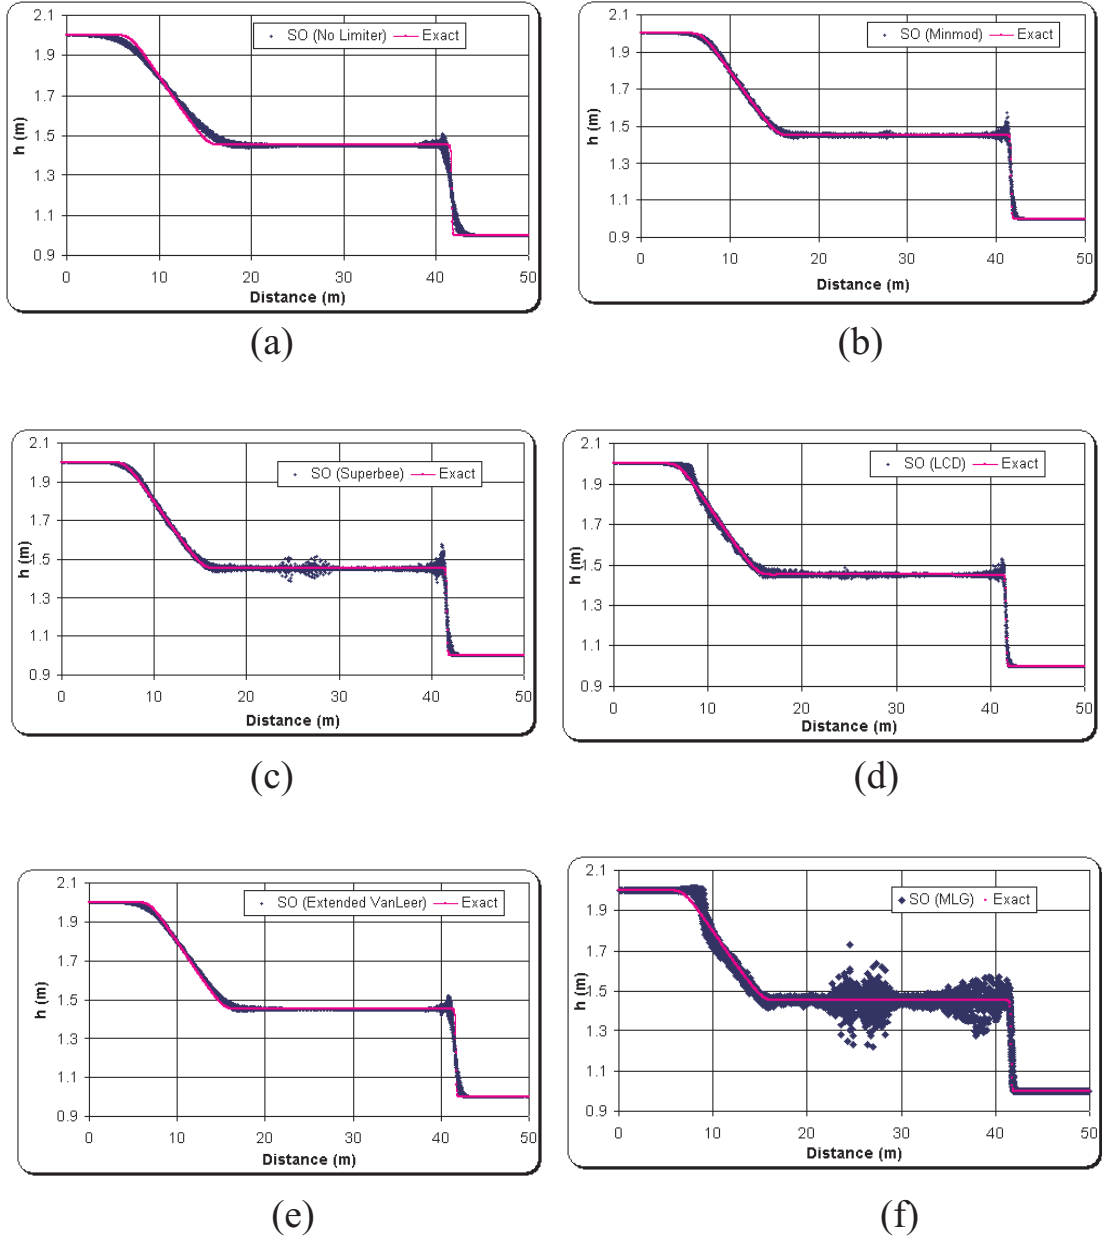 2.1
SO (No Limiter) Exact
1.9
1.7
h (m)
1.5
1.3
1.1
0.9
0 10 20 30 40 50
Distance (m)
(a)
2.1
SO (Minmod) Exact
1.9
1.7
h (m)
1.5
1.3
1.1
0.9
0 10 20 30 40 50
Distance (m)
(b)
2.1
SO (Superbee) Exact
1.9
1.7
h (m)
1.5
1.3
1.1
0.9
0 10 20 30 40 50
Distance (m)
(c)
2.1
SO (LCD) Exact
1.9
1.7
h (m)
1.5
1.3
1.1
0.9
0 10 20 30 40 50
Distance (m)
(d)
2.1
SO (Extended VanLeer) Exact
1.9
1.7
h (m)
1.5
1.3
1.1
0.9
0 10 20 30 40 50
Distance (m)
(e)
2.1
SO (MLG) Exact
1.9
1.7
h (m)
1.5
1.3
1.1
0.9
0 10 20 30 40 50
Distance (m)
(f)